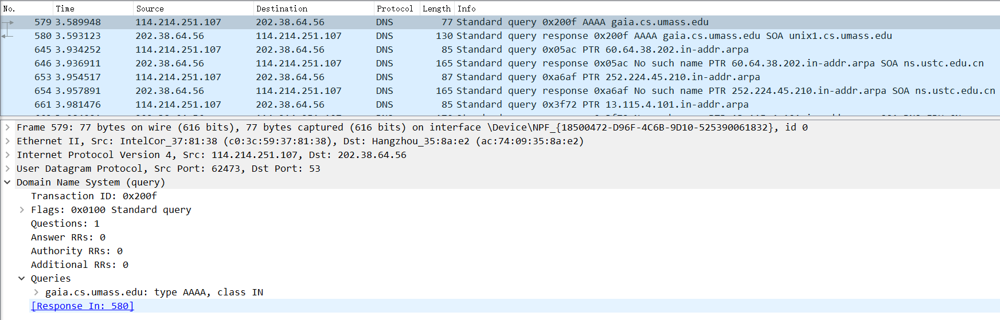 No. Time Source Destination Protocol Length Info
579 3.589948 114.214.251.107 202.38.64.56 DNS 77 Standard query 0x200f AAAA gaia.cs.umass.edu
580 3.593123 202.38.64.56 114.214.251.107 DNS 130 Standard query response 0x200f AAAA gaia.cs.umass.edu SOA unix1.cs.umass.edu
645 3.934252 114.214.251.107 202.38.64.56 DNS 85 Standard query 0x05ac PTR 60.64.38.202.in-addr.arpa
646 3.936911 202.38.64.56 114.214.251.107 DNS 165 Standard query response 0x05ac No such name PTR 60.64.38.202.in-addr.arpa SOA ns.ustc.edu.cn
653 3.954517 114.214.251.107 202.38.64.56 DNS 87 Standard query 0xa6af PTR 252.224.45.210.in-addr.arpa
654 3.957891 202.38.64.56 114.214.251.107 DNS 165 Standard query response 0xa6af No such name PTR 252.224.45.210.in-addr.arpa SOA ns.ustc.edu.cn
661 3.981476 114.214.251.107 202.38.64.56 DNS 85 Standard query 0x3f72 PTR 13.115.4.101.in-addr.arpa
Frame 579: 77 bytes on wire (616 bits), 77 bytes captured (616 bits) on interface \Device\NPF_{18500472-D96F-4C6B-9D10-525390061832}, id 0
Ethernet II, Src: IntelCor_37:81:38 (c0:3c:59:37:81:38), Dst: Hangzhou_35:8a:e2 (ac:74:09:35:8a:e2)
Internet Protocol Version 4, Src: 114.214.251.107, Dst: 202.38.64.56
User Datagram Protocol, Src Port: 62473, Dst Port: 53
Domain Name System (query)
Transaction ID: 0x200f
Flags: 0x0100 Standard query
Questions: 1
Answer RRs: 0
Authority RRs: 0
Additional RRs: 0
Queries
gaia.cs.umass.edu: type AAAA, class IN
[Response In: 580]